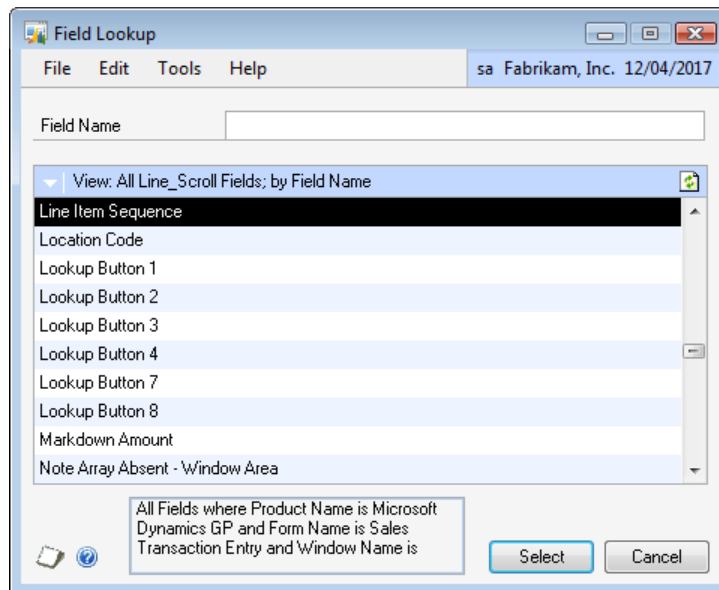 Field Lookup
File Edit Tools Help sa Fabrikam, Inc. 12/04/2017
Field Name
View: All Line_Scroll Fields; by Field Name
Line Item Sequence
Location Code
Lookup Button 1
Lookup Button 2
Lookup Button 3
Lookup Button 4
Lookup Button 7
Lookup Button 8
Markdown Amount
Note Array Absent - Window Area
All Fields where Product Name is Microsoft
Dynamics GP and Form Name is Sales
Transaction Entry and Window Name is
Select Cancel